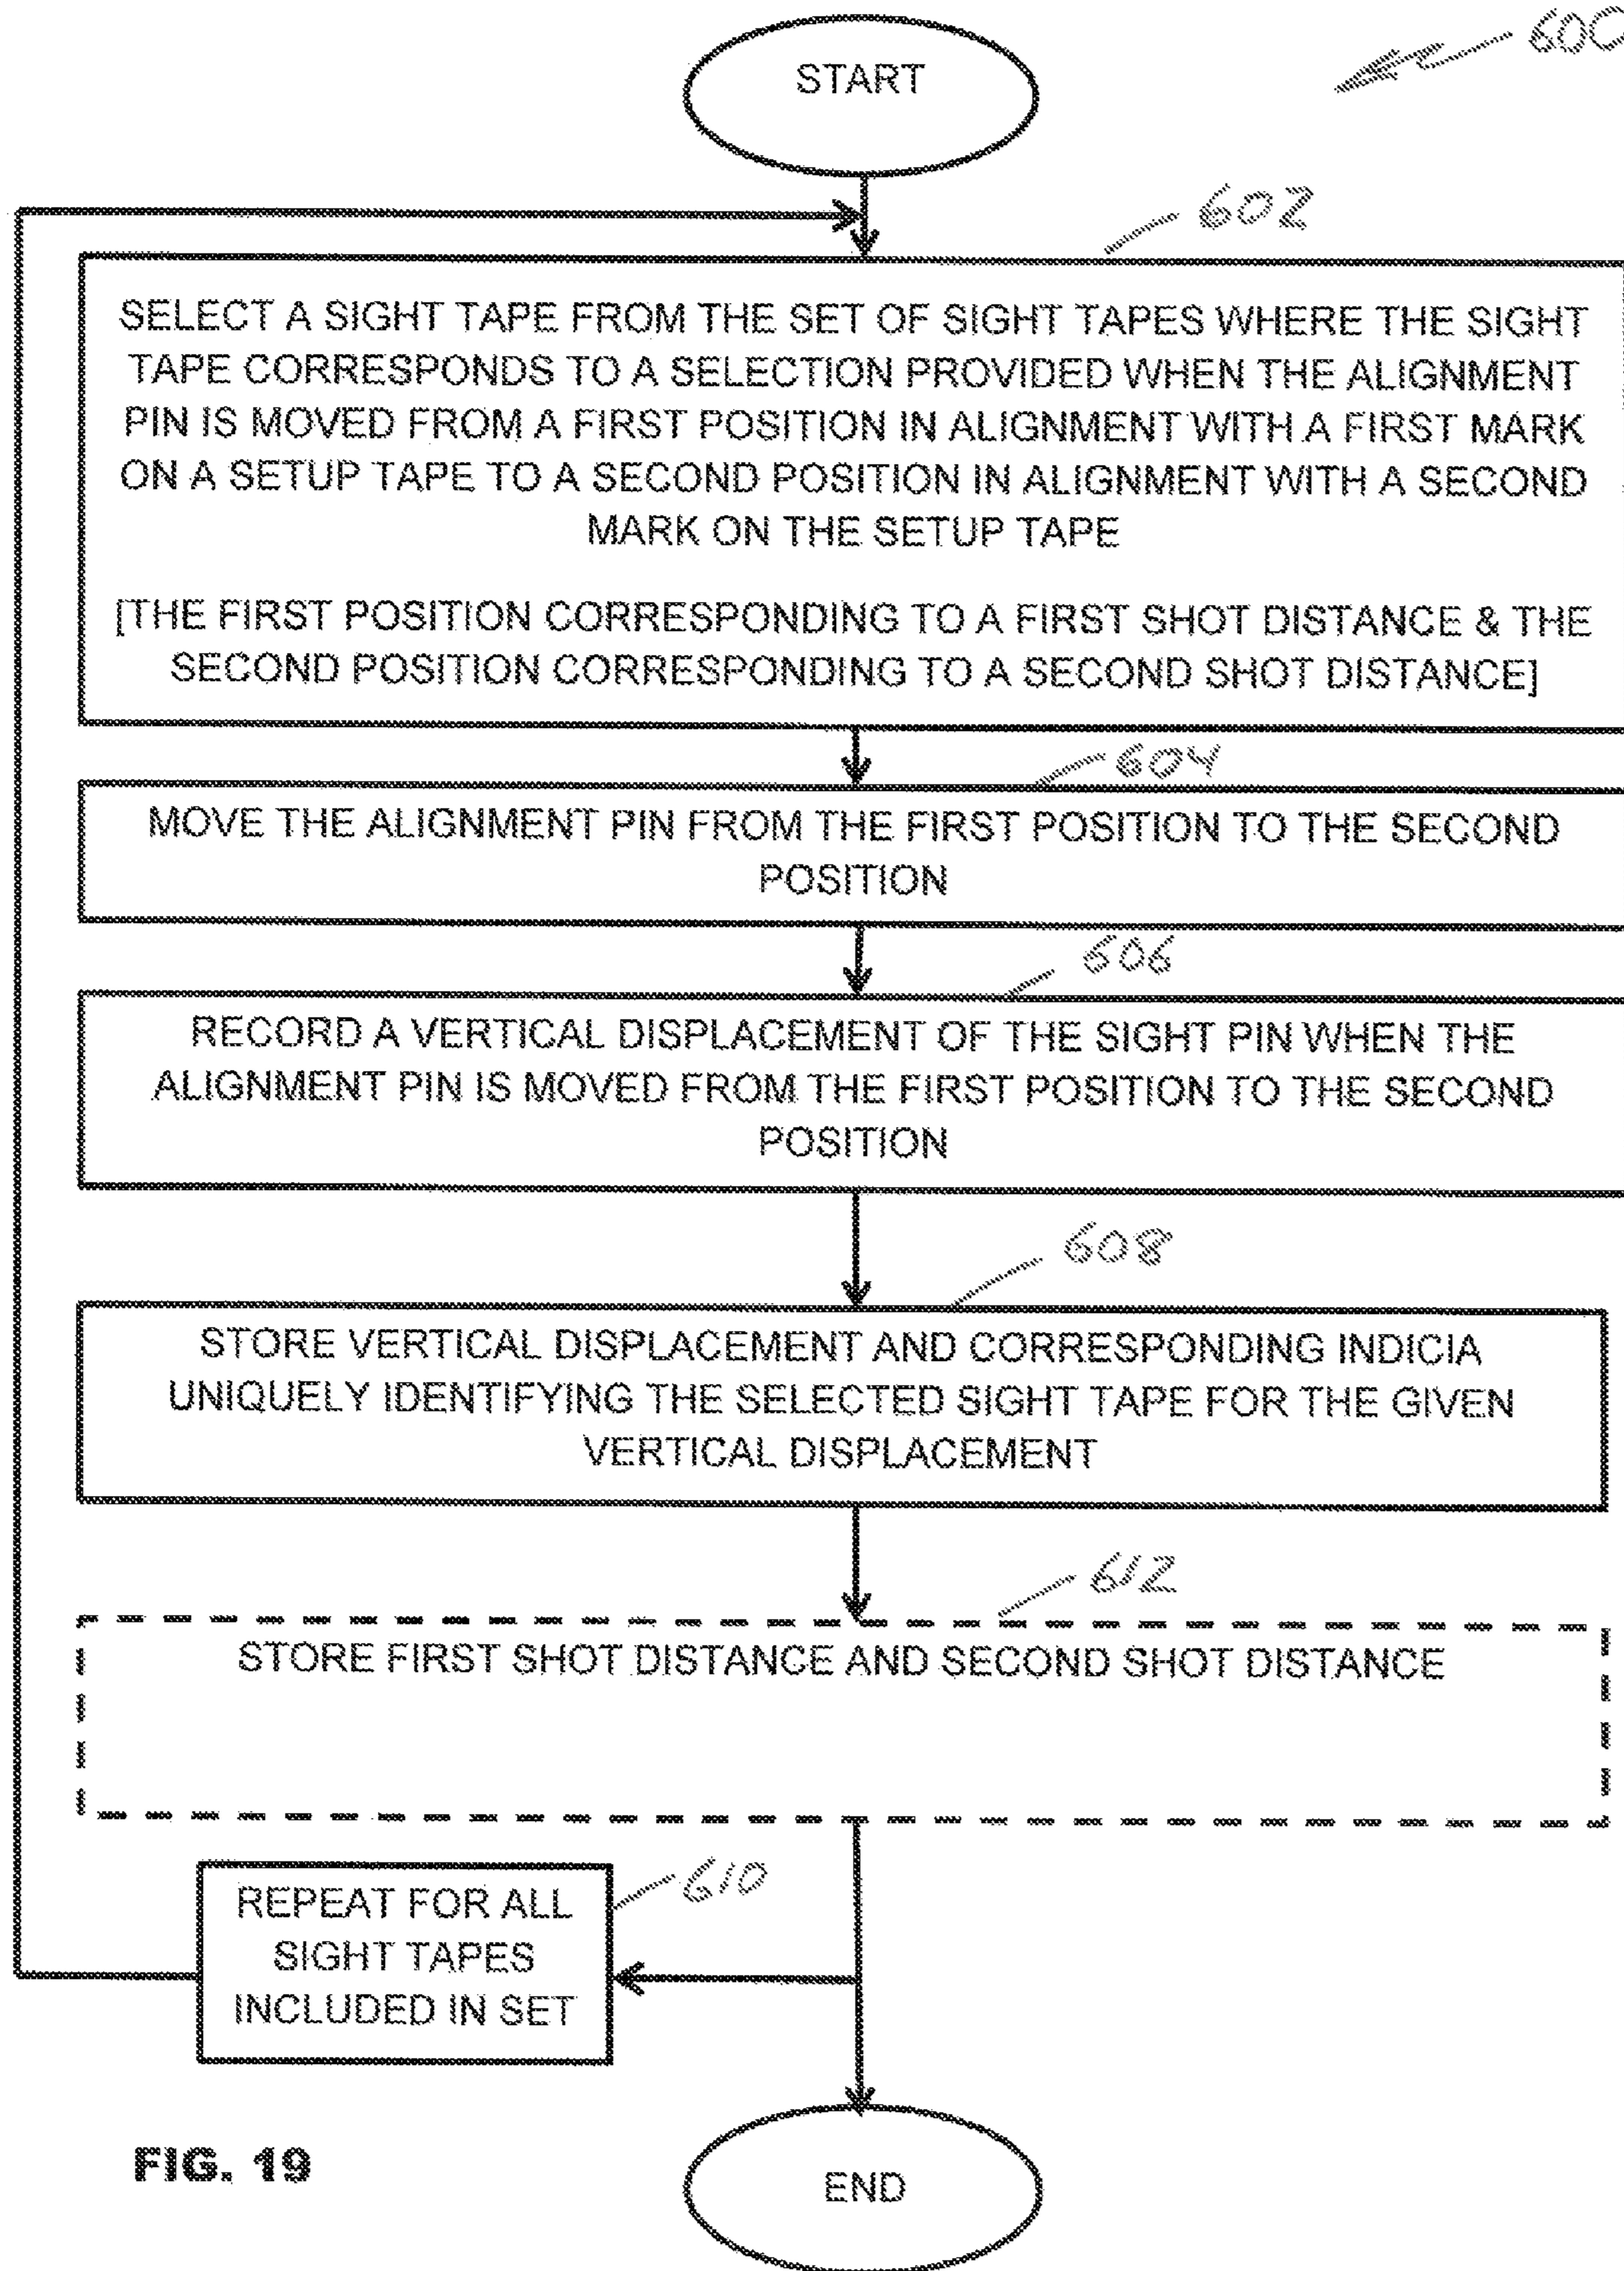 600
START
602
SELECT A SIGHT TAPE FROM THE SET OF SIGHT TAPES WHERE THE SIGHT
TAPE CORRESPONDS TO A SELECTION PROVIDED WHEN THE ALIGNMENT
PIN IS MOVED FROM A FIRST POSITION IN ALIGNMENT WITH A FIRST MARK
ON A SETUP TAPE TO A SECOND POSITION IN ALIGNMENT WITH A SECOND
MARK ON THE SETUP TAPE
[THE FIRST POSITION CORRESPONDING TO A FIRST SHOT DISTANCE & THE
SECOND POSITION CORRESPONDING TO A SECOND SHOT DISTANCE]
604
MOVE THE ALIGNMENT PIN FROM THE FIRST POSITION TO THE SECOND
POSITION
606
RECORD A VERTICAL DISPLACEMENT OF THE SIGHT PIN WHEN THE
ALIGNMENT PIN IS MOVED FROM THE FIRST POSITION TO THE SECOND
POSITION
608
STORE VERTICAL DISPLACEMENT AND CORRESPONDING INDICIA
UNIQUELY IDENTIFYING THE SELECTED SIGHT TAPE FOR THE GIVEN
VERTICAL DISPLACEMENT
612
STORE FIRST SHOT DISTANCE AND SECOND SHOT DISTANCE
610
REPEAT FOR ALL
SIGHT TAPES
INCLUDED IN SET
FIG. 19
END